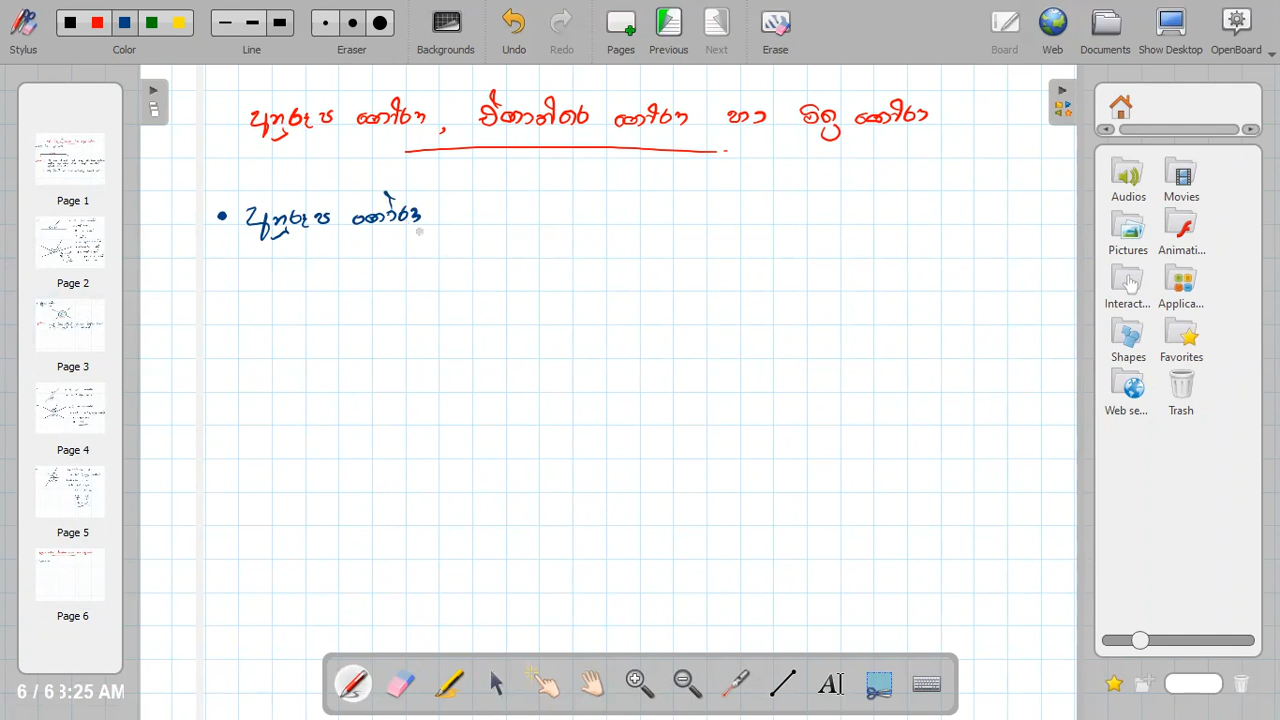 Stylus
Color
Line
Eraser
Backgrounds
Undo
Redo
Pages
Previous
Next
Erase
Board
Web
Documents
Show Desktop
OpenBoard
අනුරූප කෝණ, ඒකාන්තර කෝණ හා මිත්‍ර කෝණ
• අනුරූප කෝණ
Page 1
Page 2
Page 3
Page 4
Page 5
Page 6
6 / 6
3:25 AM
Audios
Movies
Pictures
Animati...
Interact...
Applica...
Shapes
Favorites
Web se...
Trash